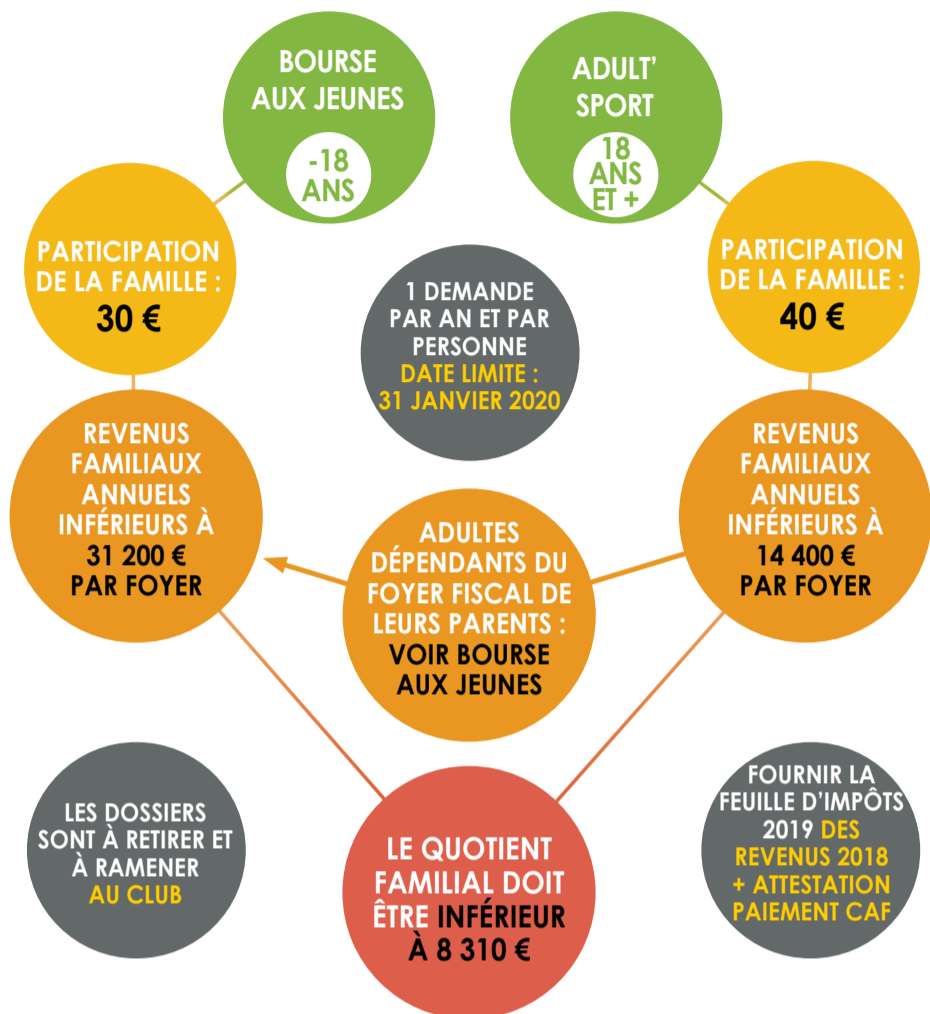 BOURSE
AUX JEUNES
-18
ANS
ADULT'
SPORT
18
ANS
ET +
PARTICIPATION
DE LA FAMILLE :
30 €
PARTICIPATION
DE LA FAMILLE :
40 €
1 DEMANDE
PAR AN ET PAR
PERSONNE
DATE LIMITE :
31 JANVIER 2020
REVENUS
FAMILIAUX
ANNUELS
INFÉRIEURS À
31 200 €
PAR FOYER
REVENUS
FAMILIAUX
ANNUELS
INFÉRIEURS À
14 400 €
PAR FOYER
ADULTES
DÉPENDANTS DU
FOYER FISCAL DE
LEURS PARENTS :
VOIR BOURSE
AUX JEUNES
LES DOSSIERS
SONT À RETIRER ET
À RAMENER
AU CLUB
LE QUOTIENT
FAMILIAL DOIT
ÊTRE INFÉRIEUR
À 8 310 €
FOURNIR LA
FEUILLE D'IMPÔTS
2019 DES
REVENUS 2018
+ ATTESTATION
PAIEMENT CAF